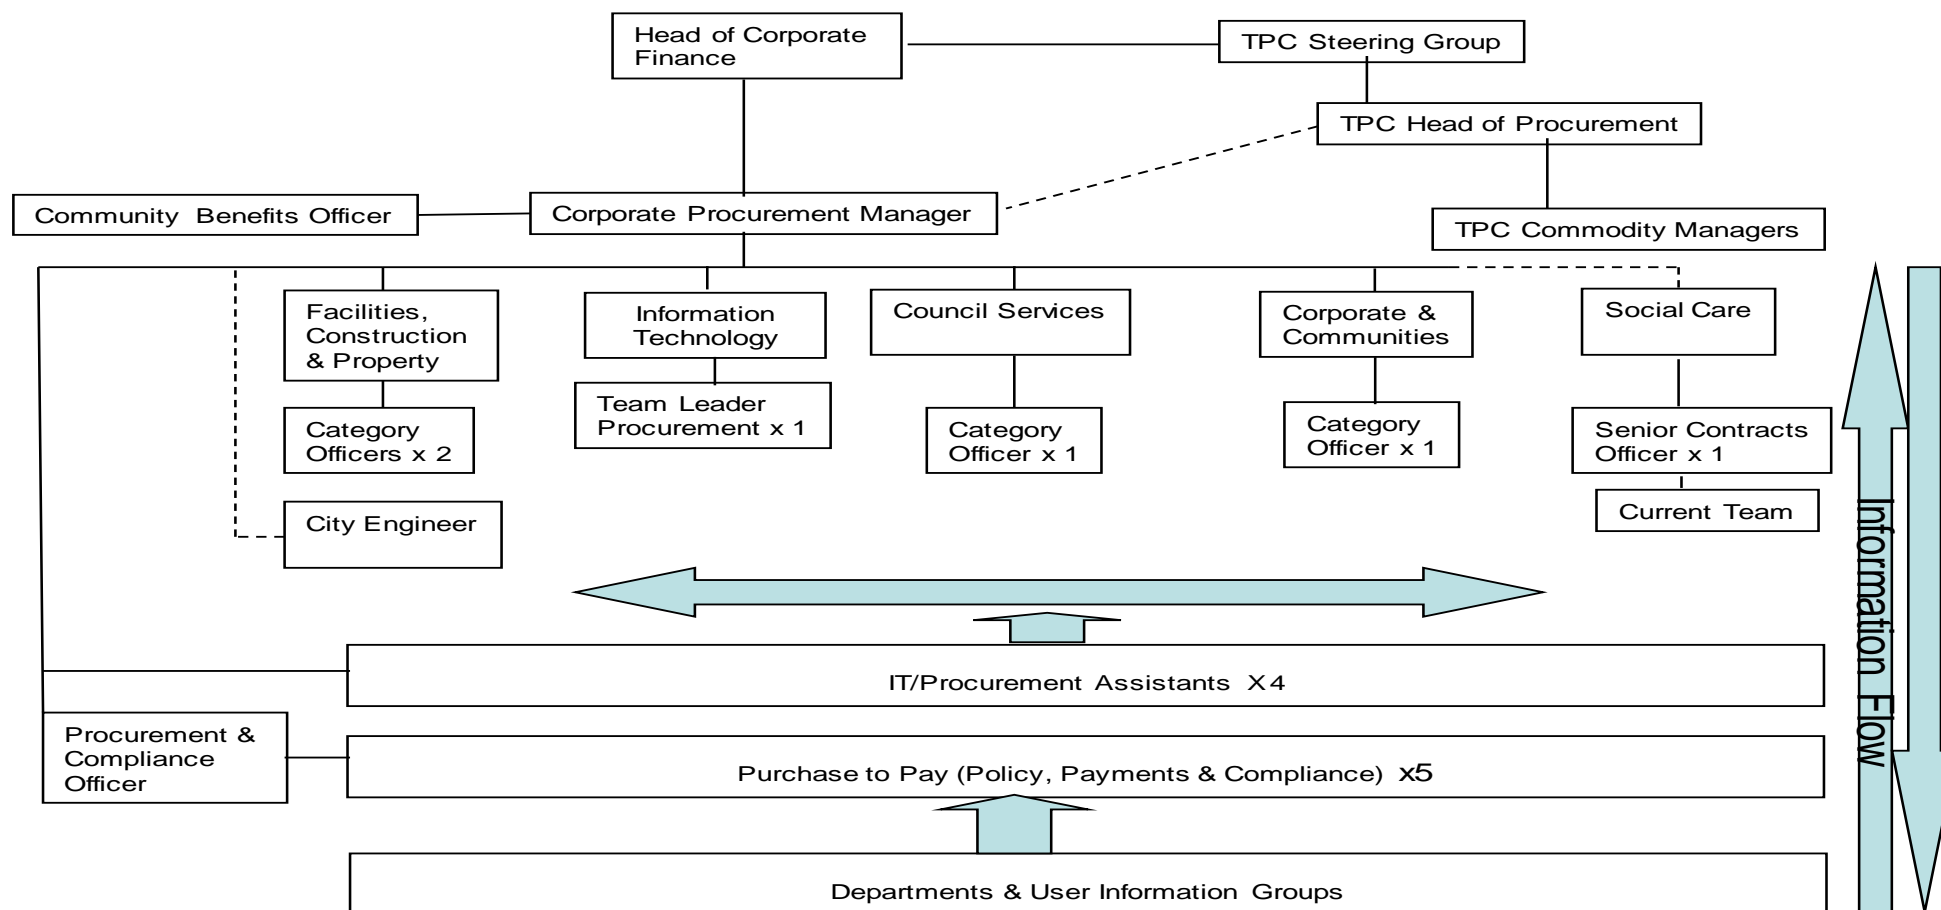 Head of Corporate
Finance
TPC Steering Group
TPC Head of Procurement
Community Benefits Officer
Corporate Procurement Manager
TPC Commodity Managers
Facilities,
Construction
& Property
Information
Technology
Council Services
Corporate &
Communities
Social Care
Category
Officers x 2
Team Leader
Procurement x 1
Category
Officer x 1
Category
Officer x 1
Senior Contracts
Officer x 1
City Engineer
Current Team
Information Flow
IT/Procurement Assistants X4
Procurement &
Compliance
Officer
Purchase to Pay (Policy, Payments & Compliance) x5
Departments & User Information Groups